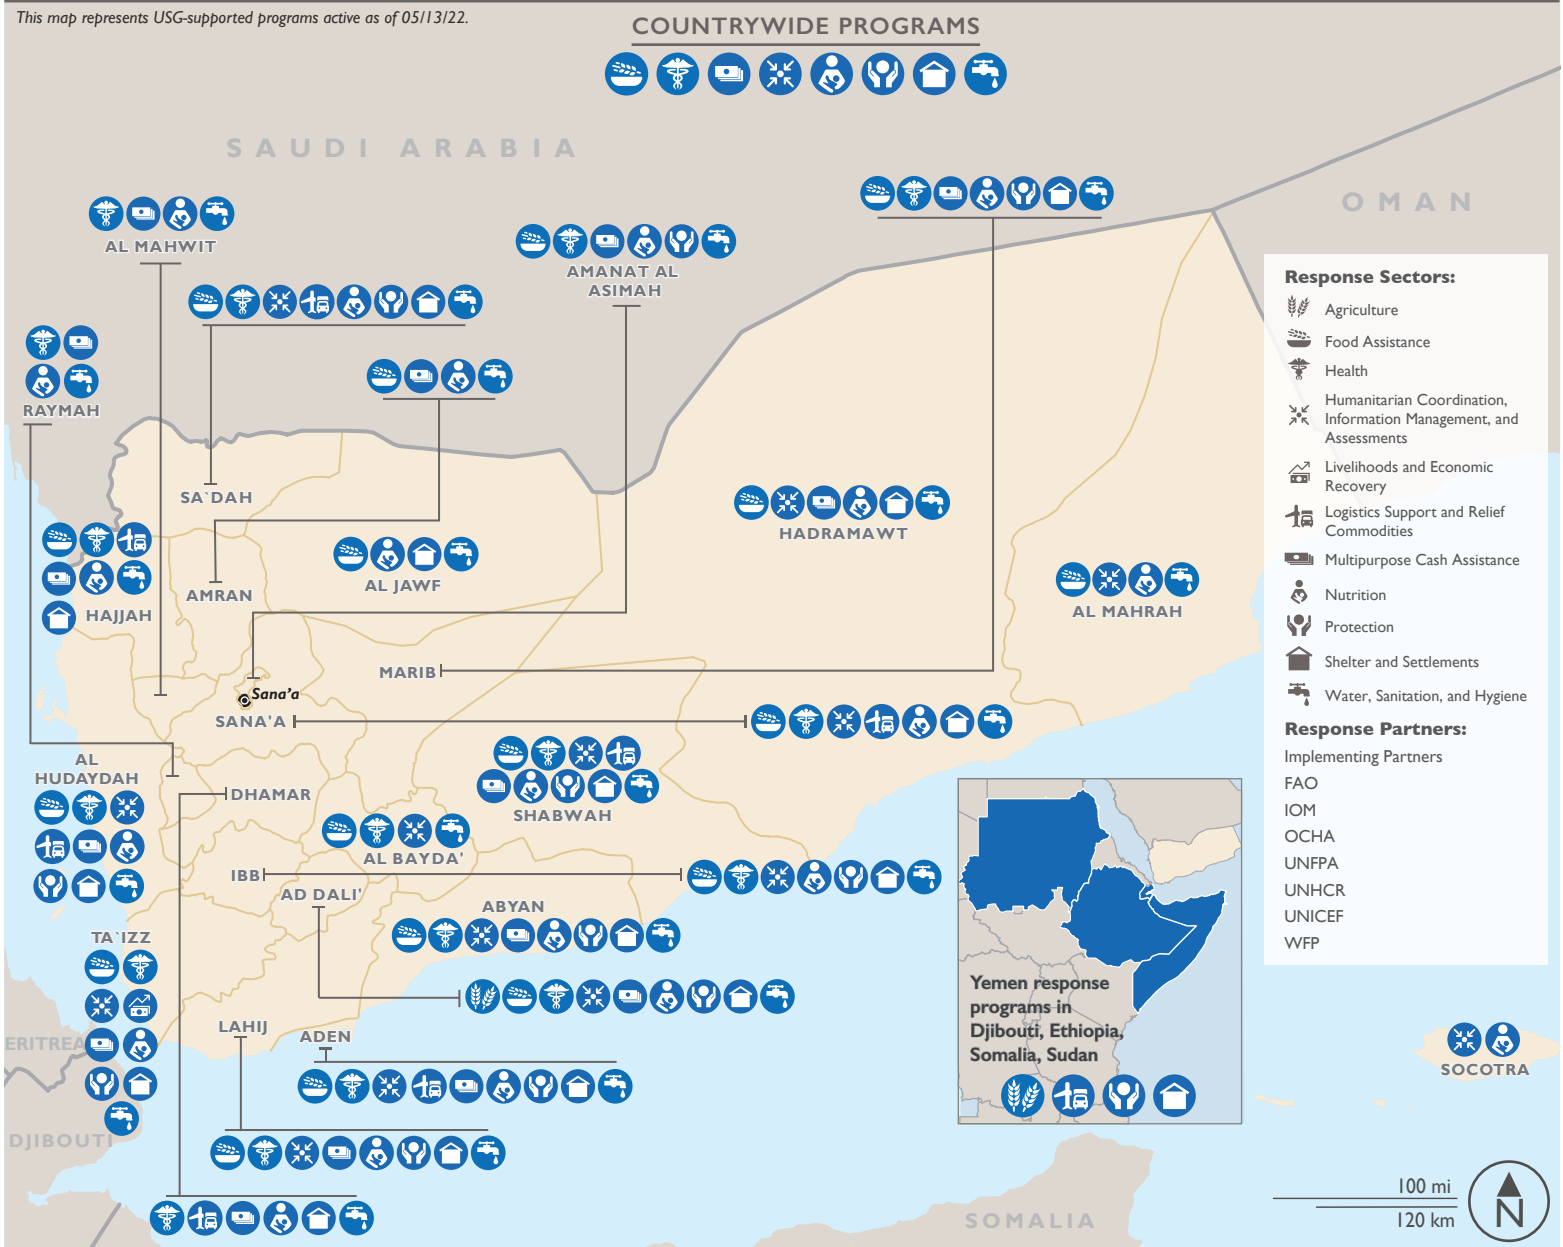 This map represents USG-supported programs active as of 05/13/22.
COUNTRYWIDE PROGRAMS
SAUDI ARABIA
OMAN
AL MAHWIT
AMANAT AL
ASIMAH
RAYMAH
SA`DAH
HADRAMAWT
AL JAWF
AMRAN
HAJJAH
AL MAHRAH
MARIB
Sana'a
SANA'A
AL
HUDAYDAH
DHAMAR
SHABWAH
AL BAYDA'
IBB
AD DALI'
ABYAN
TA`IZZ
LAHIJ
ADEN
ERITREA
DJIBOUTI
SOMALIA
SOCOTRA
Response Sectors:
Agriculture
Food Assistance
Health
Humanitarian Coordination,
Information Management, and
Assessments
Livelihoods and Economic
Recovery
Logistics Support and Relief
Commodities
Multipurpose Cash Assistance
Nutrition
Protection
Shelter and Settlements
Water, Sanitation, and Hygiene
Response Partners:
Implementing Partners
FAO
IOM
OCHA
UNFPA
UNHCR
UNICEF
WFP
Yemen response
programs in
Djibouti, Ethiopia,
Somalia, Sudan
100 mi
120 km
N